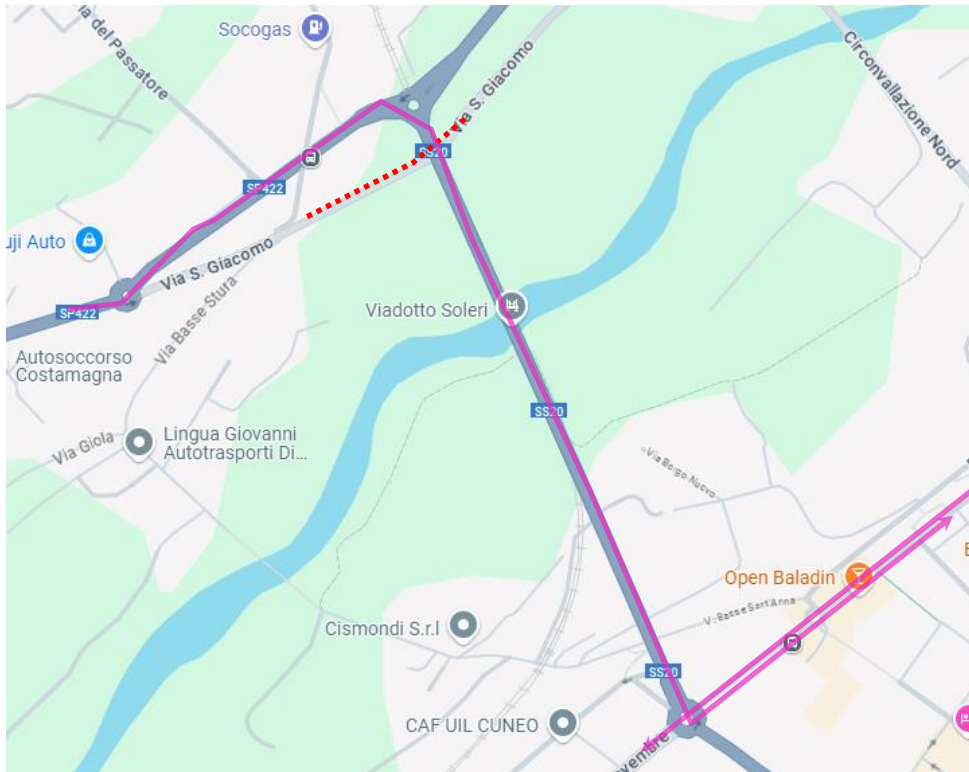 Socogas
del Passatore
Via S. Giacomo
Circonvallazione Nord
SS20
SP422
uji Auto
Via S. Giacomo
SP422
Via Basse Stura
Viadotto Soleri
Autosoccorso
Costamagna
SS20
Via Giola
Lingua Giovanni
Autotrasporti Di...
Via Borgo Nuovo
Open Baladin
E
V. Basse Sant'Anna
Cismondi S.r.l
SS20
CAF UIL CUNEO
vembre